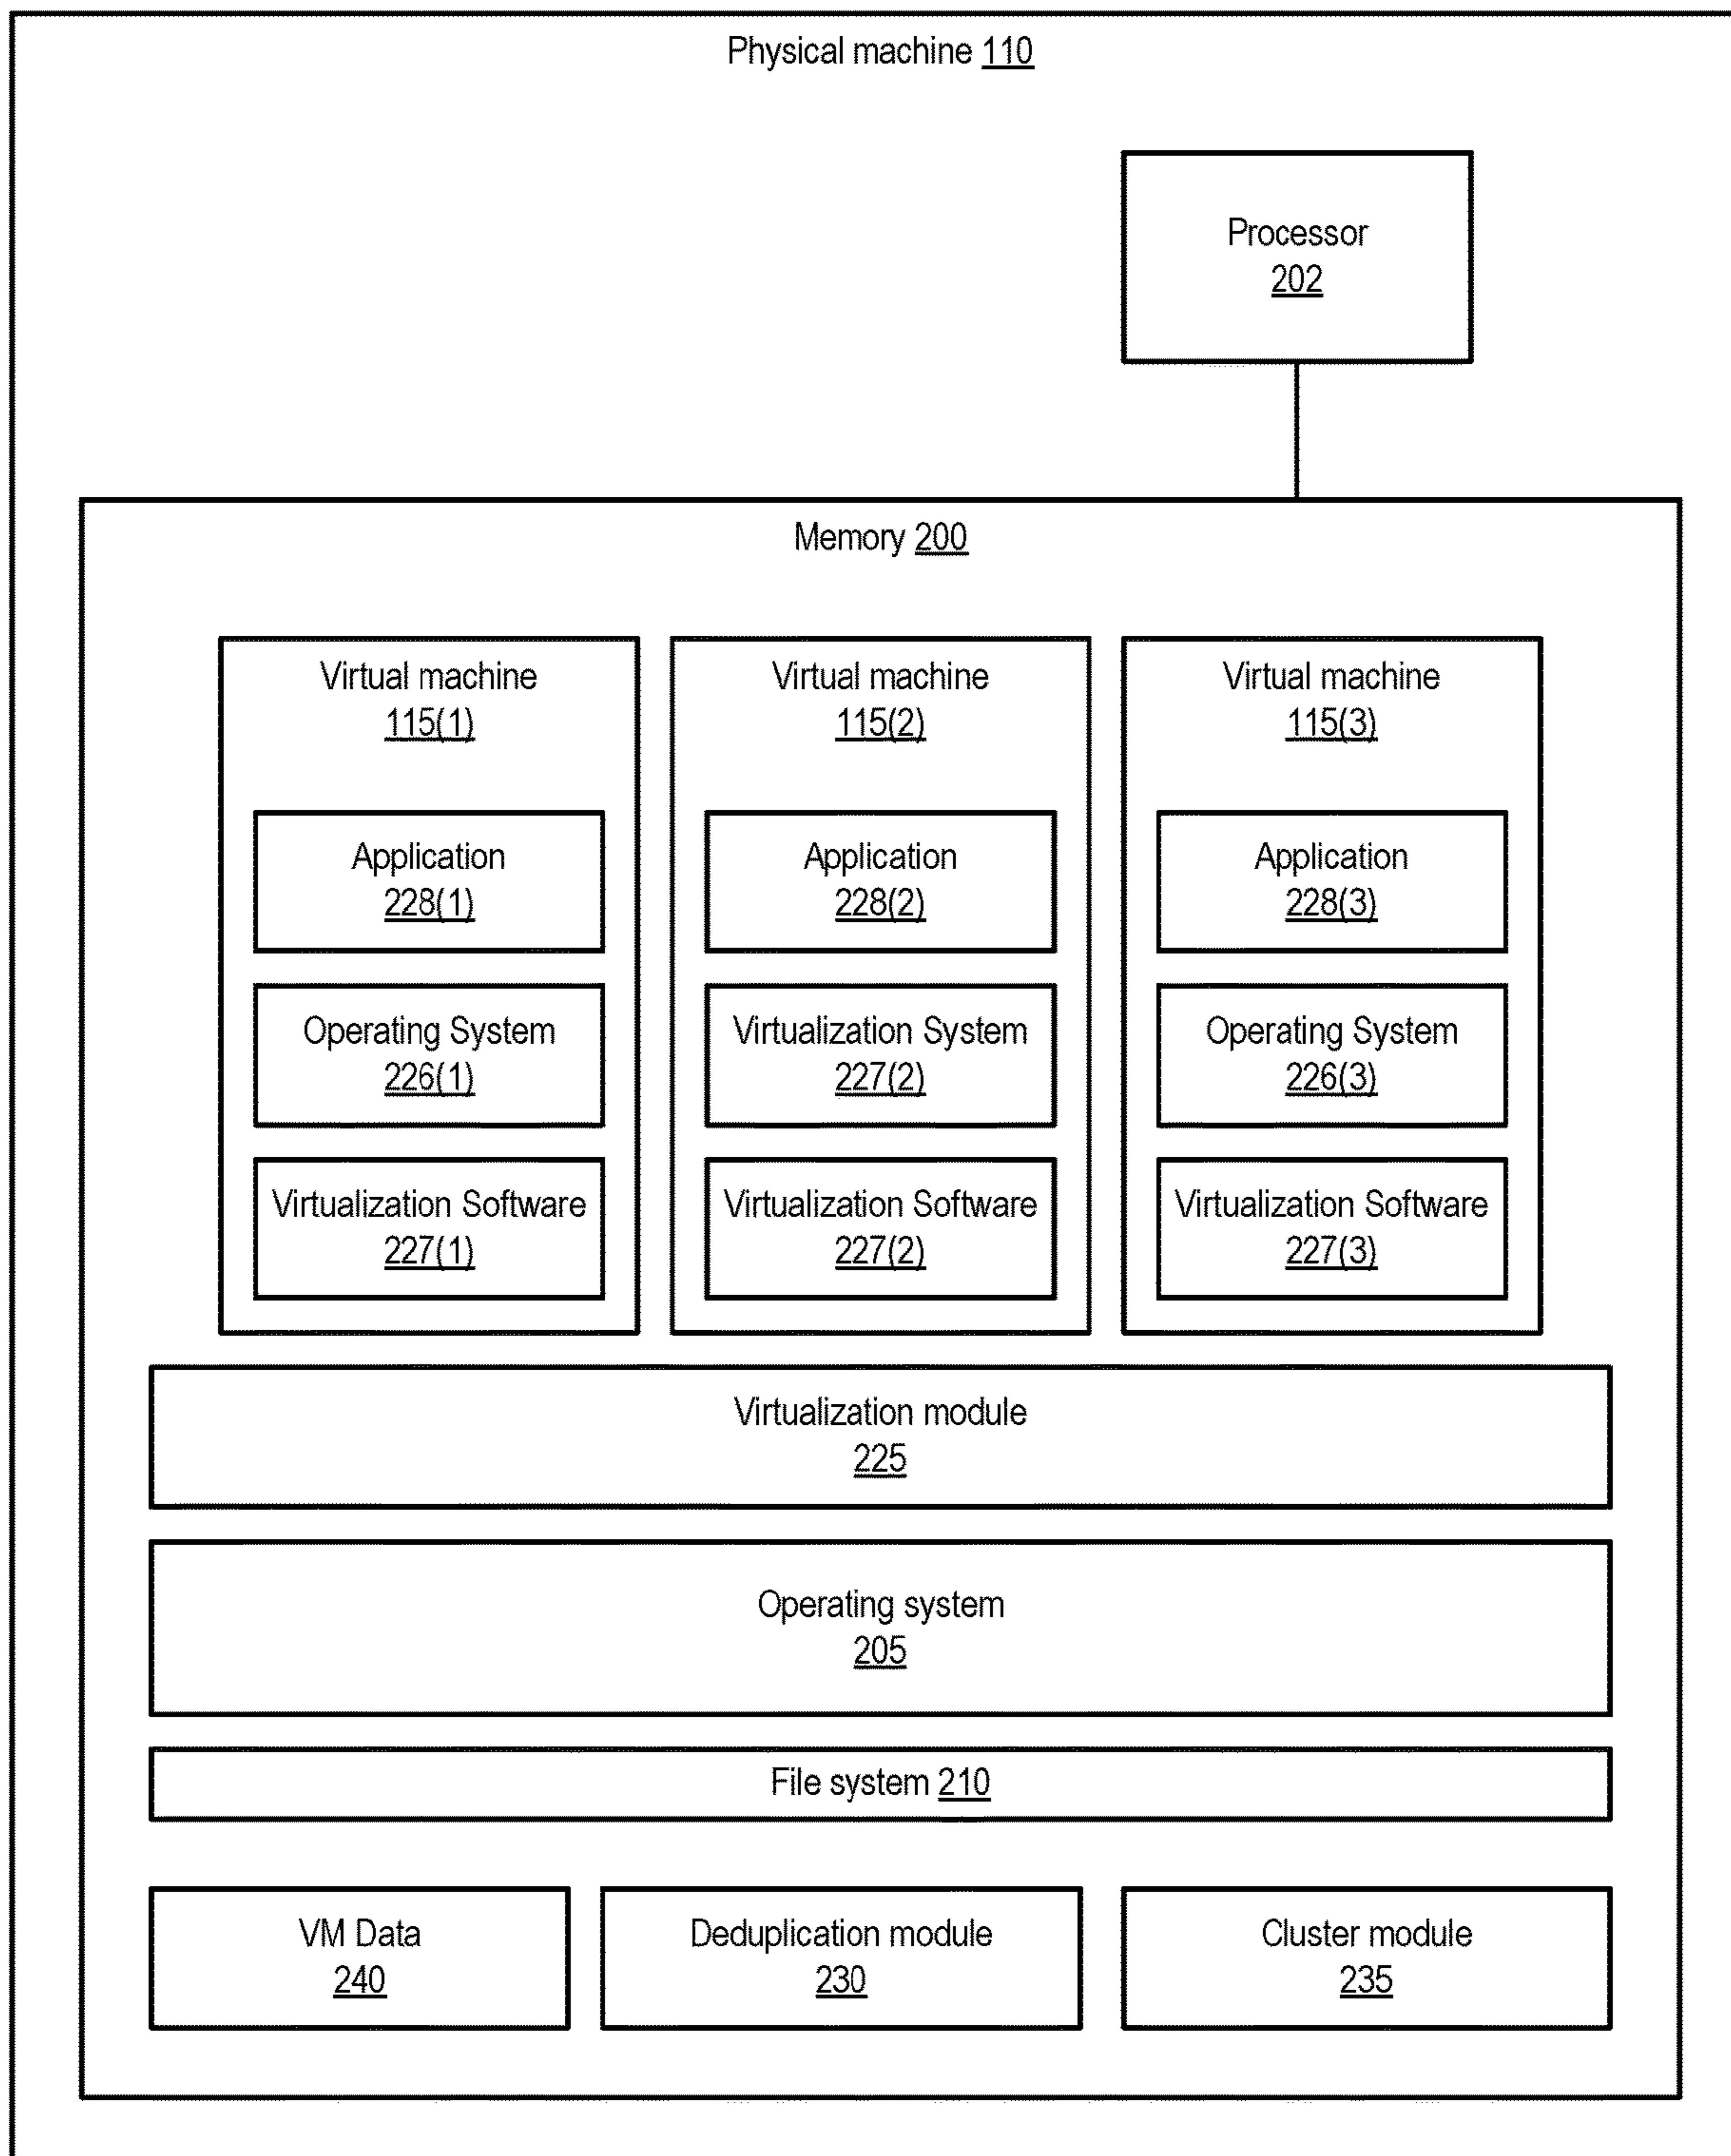 Physical machine 110
Processor
202
Memory 200
Virtual machine
115(1)
Application
228(1)
Operating System
226(1)
Virtualization Software
227(1)
Virtual machine
115(2)
Application
228(2)
Virtualization System
227(2)
Virtualization Software
227(2)
Virtual machine
115(3)
Application
228(3)
Operating System
226(3)
Virtualization Software
227(3)
Virtualization module
225
Operating system
205
File system 210
VM Data
240
Deduplication module
230
Cluster module
235